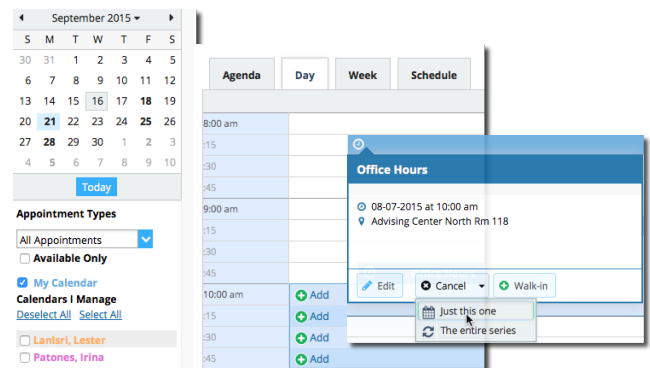 September 2015
S M T W T F S
30 31 1 2 3 4 5
6 7 8 9 10 11 12
13 14 15 16 17 18 19
20 21 22 23 24 25 26
27 28 29 30 1 2 3
4 5 6 7 8 9 10
Today
Appointment Types
All Appointments
Available Only
My Calendar
Calendars I Manage
Deselect All Select All
Lanlsri, Lester
Patones, Irina
Agenda Day Week Schedule
8:00 am
:15
:30
:45
9:00 am
:15
:30
:45
10:00 am Add
:15 Add
:30 Add
:45 Add
Office Hours
08-07-2015 at 10:00 am
Advising Center North Rm 118
Edit Cancel Walk-in
Just this one
The entire series